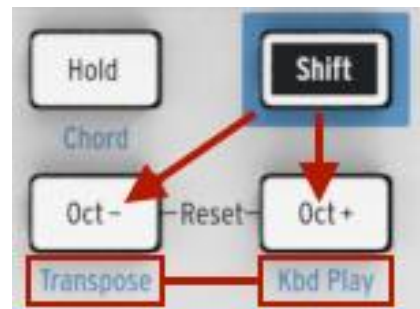 Hold Shift
Chord
Oct - Reset Oct +
Transpose Kbd Play